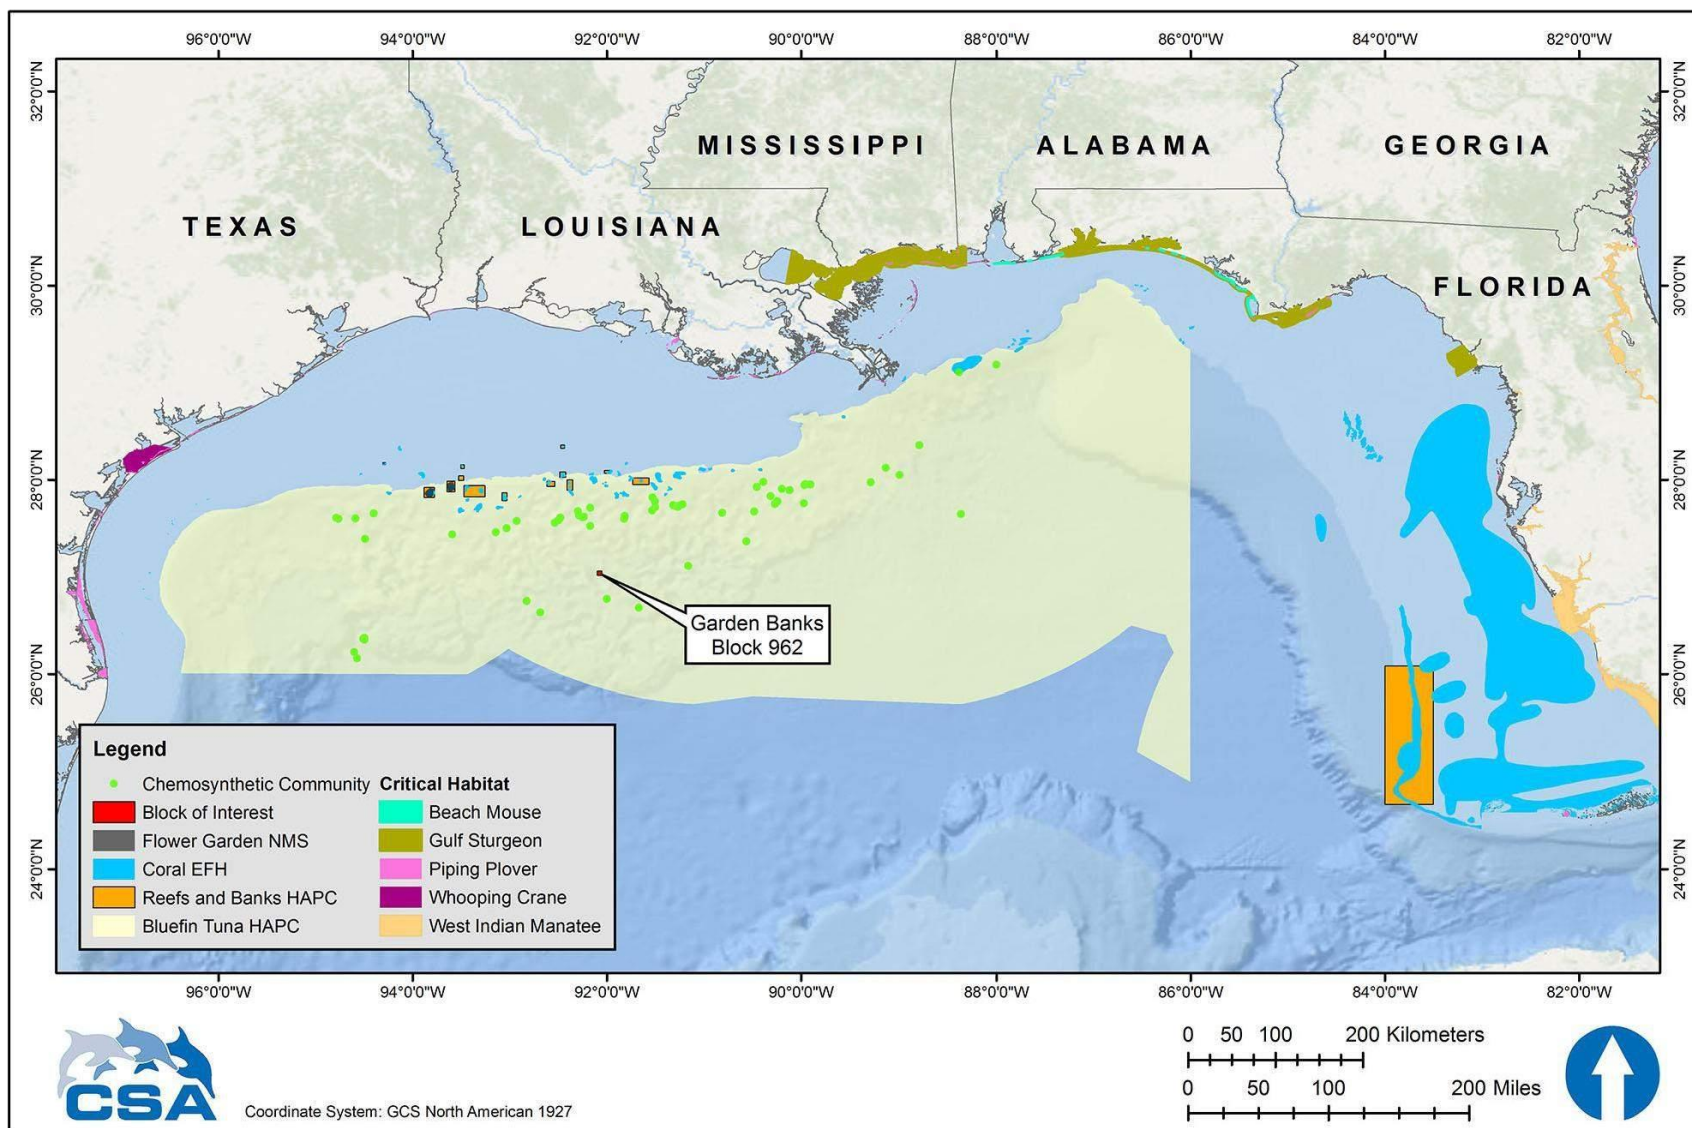 96°0'0"W 94°0'0"W 92°0'0"W 90°0'0"W 88°0'0"W 86°0'0"W 84°0'0"W 82°0'0"W
32°0'0"N
32°0'0"N
MISSISSIPPI
ALABAMA
GEORGIA
TEXAS
LOUISIANA
30°0'0"N
30°0'0"N
FLORIDA
28°0'0"N
28°0'0"N
Garden Banks
Block 962
26°0'0"N
26°0'0"N
Legend
Chemosynthetic Community
Block of Interest
Flower Garden NMS
Coral EFH
Reefs and Banks HAPC
Bluefin Tuna HAPC
Critical Habitat
Beach Mouse
Gulf Sturgeon
Piping Plover
Whooping Crane
West Indian Manatee
24°0'0"N
24°0'0"N
96°0'0"W 94°0'0"W 92°0'0"W 90°0'0"W 88°0'0"W 86°0'0"W 84°0'0"W 82°0'0"W
CSA
Coordinate System: GCS North American 1927
0 50 100 200 Kilometers
0 50 100 200 Miles